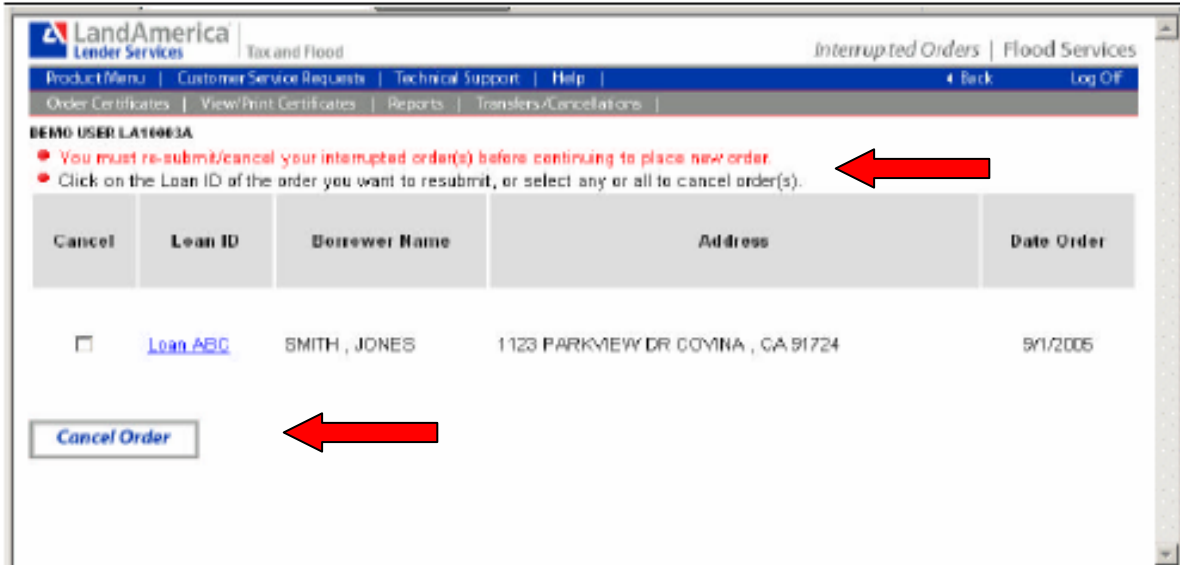 LandAmerica
Lender Services Tax and Flood Interrupted Orders | Flood Services
Product Menu | Customer Service Requests | Technical Support | Help | Back Log Off
Order Certificates | View/Print Certificates | Reports | Transfers/Cancellations |
DEMO USER LA10003A
You must re-submit/cancel your interrupted order(s) before continuing to place new order.
Click on the Loan ID of the order you want to resubmit, or select any or all to cancel order(s).
Cancel Loan ID Borrower Name Address Date Order
Loan ABC SMITH , JONES 1123 PARKVIEW DR COVINA , CA 91724 9/1/2005
Cancel Order